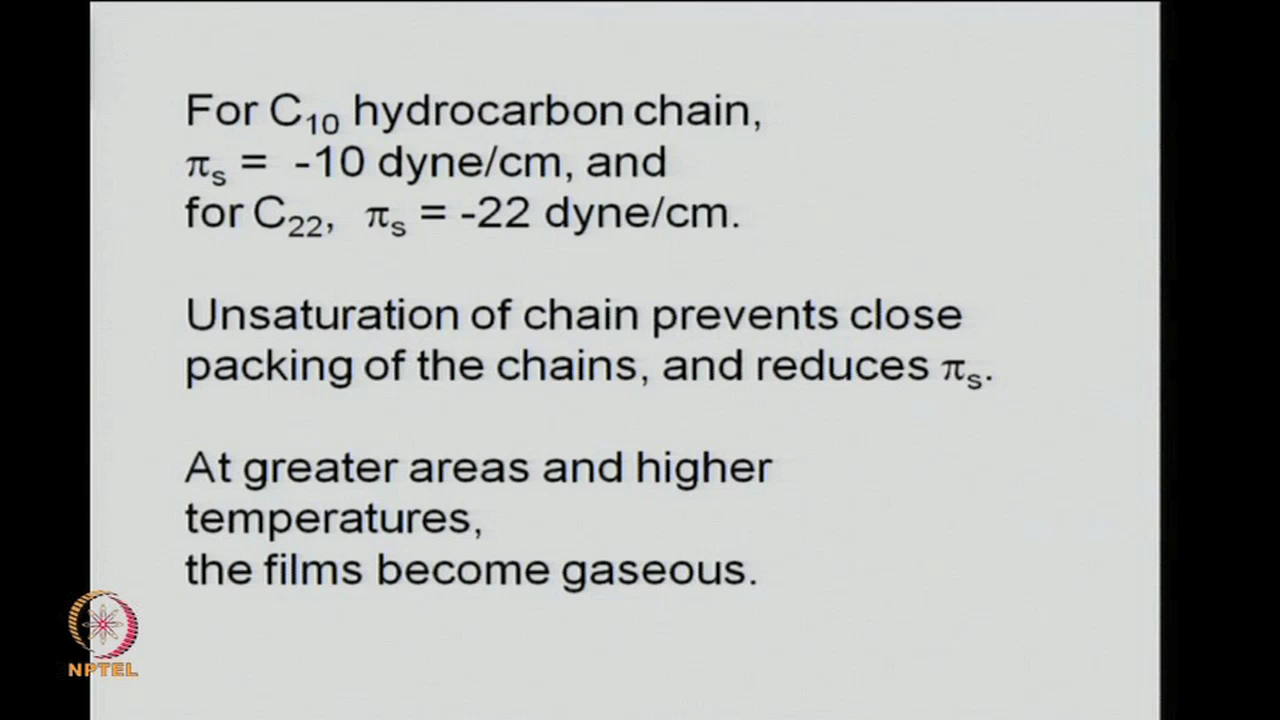 For C₁₀ hydrocarbon chain,
πₛ = -10 dyne/cm, and
for C₂₂, πₛ = -22 dyne/cm.
Unsaturation of chain prevents close
packing of the chains, and reduces πₛ.
At greater areas and higher
temperatures,
the films become gaseous.
NPTEL